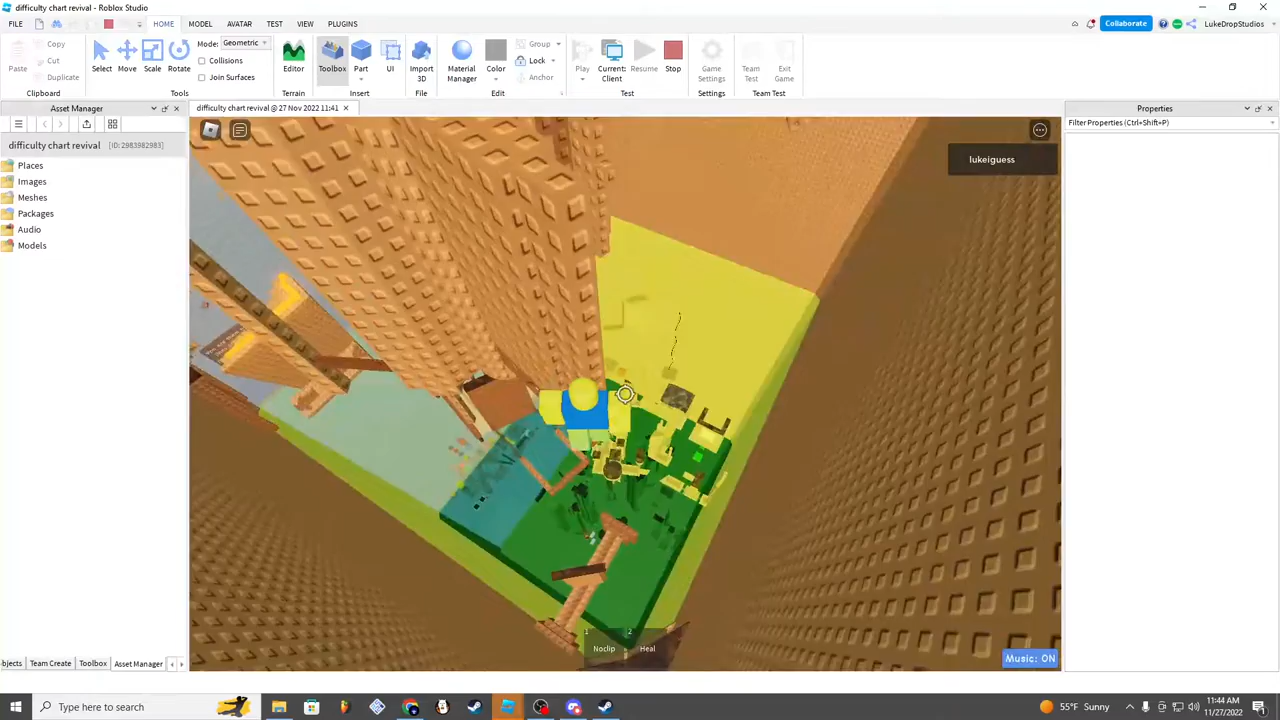 difficulty chart revival - Roblox Studio
FILE HOME MODEL AVATAR TEST VIEW PLUGINS Collaborate LukeDropStudios
Paste Copy Cut Duplicate
Select Move Scale Rotate
Mode: Geometric
Collisions
Join Surfaces
Editor Toolbox Part UI Import 3D Material Manager Color
Group Lock Anchor
Play Current: Client Resume Stop Game Settings Team Test Exit Game
Clipboard Tools Terrain Insert File Edit Test Settings Team Test
Asset Manager
difficulty chart revival @ 27 Nov 2022 11:41
Properties
Filter Properties (Ctrl+Shift+P)
difficulty chart revival [ID:2983982983]
Places
Images
Meshes
Packages
Audio
Models
lukeiguess
1 Noclip
2 Heal
Music: ON
bjects Team Create Toolbox Asset Manager
Type here to search
55°F Sunny
11:44 AM
11/27/2022